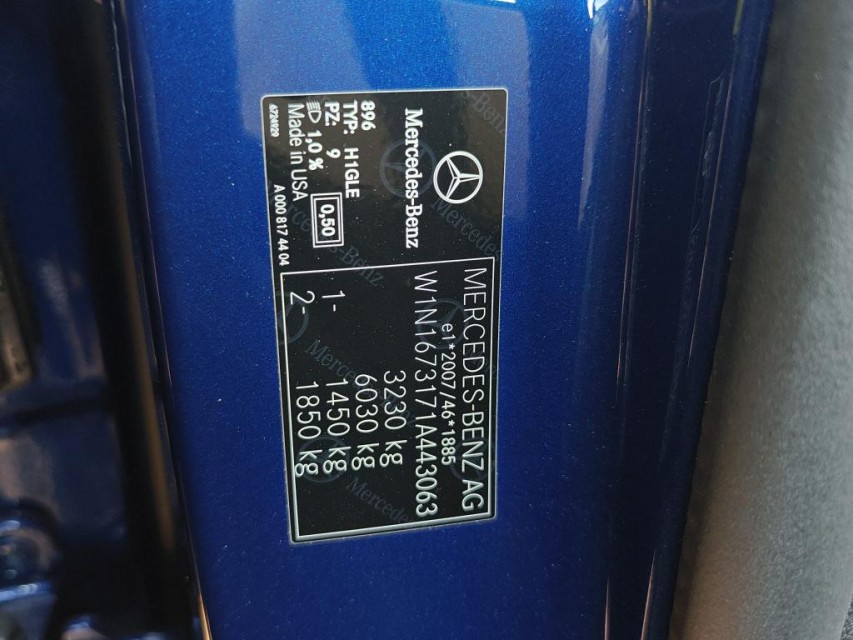 Mercedes-Benz
896
TYP: H1GLE
PZ: 9
1,0 %
0,50
Made in USA
6724929
A 000 817 44 04
MERCEDES-BENZ AG
e1*2007/46*1885
W1N1673171A443063
3230 kg
6030 kg
1- 1450 kg
2- 1850 kg